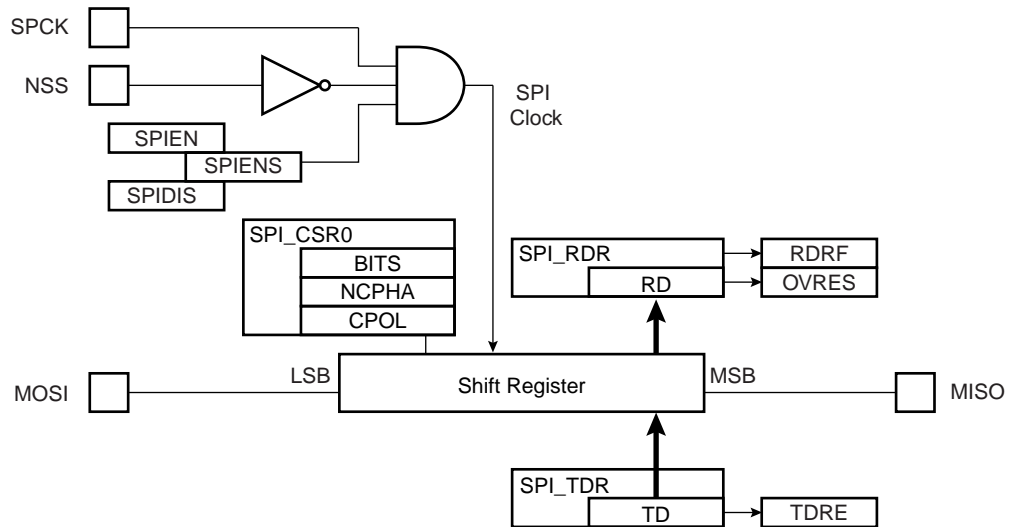 SPCK
NSS
SPI
Clock
SPIEN
SPIENS
SPIDIS
SPI_CSR0
BITS
NCPHA
CPOL
SPI_RDR
RD
RDRF
OVRES
MOSI
LSB
Shift Register
MSB
MISO
SPI_TDR
TD
TDRE